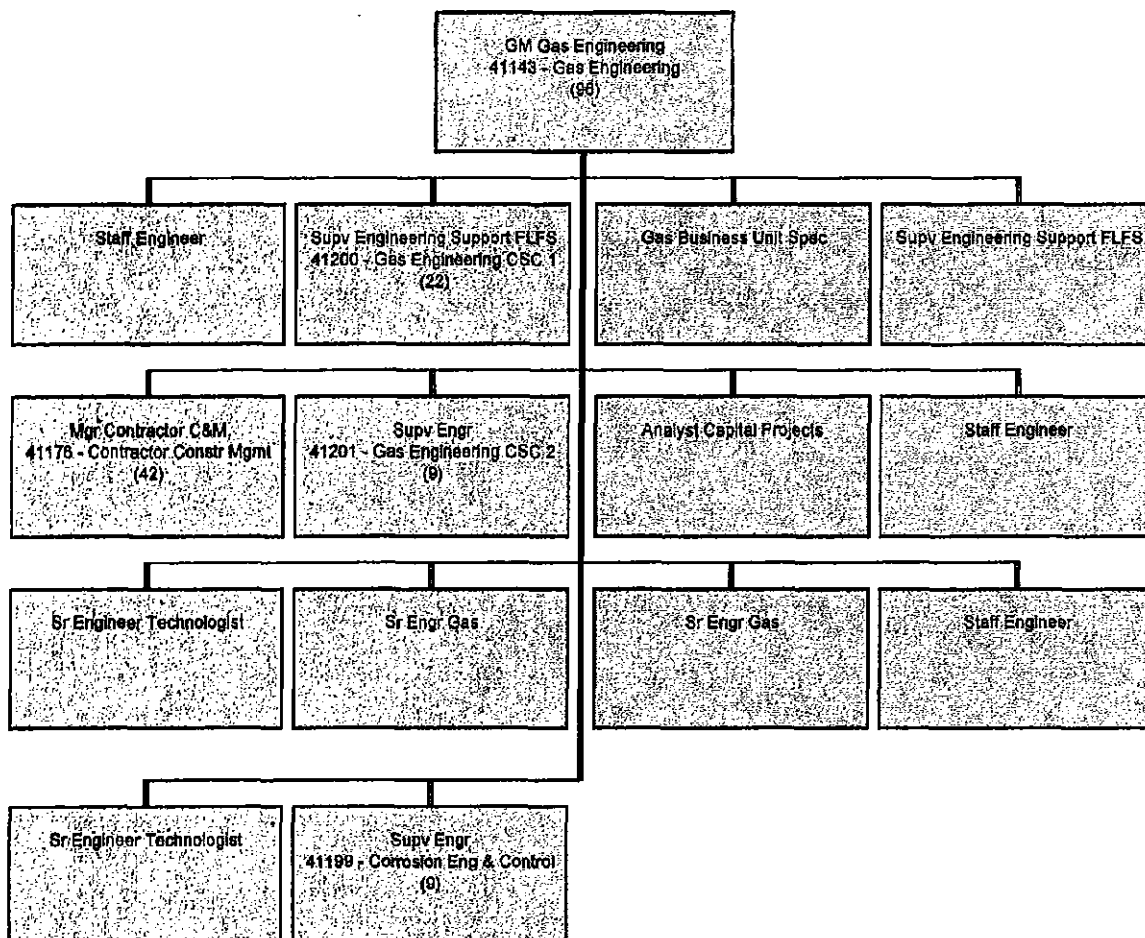 GM Gas Engineering
41143 - Gas Engineering
(96)
Staff Engineer
Supv Engineering Support FLFS
41200 - Gas Engineering CSC 1
(22)
Gas Business Unit Spec
Supv Engineering Support FLFS
Mgr Contractor C&M
41176 - Contractor Constr Mgmt
(42)
Supv Engr
41201 - Gas Engineering CSC 2
(9)
Analyst Capital Projects
Staff Engineer
Sr Engineer Technologist
Sr Engr Gas
Sr Engr Gas
Staff Engineer
Sr Engineer Technologist
Supv Engr
41199 - Corrosion Eng & Control
(9)